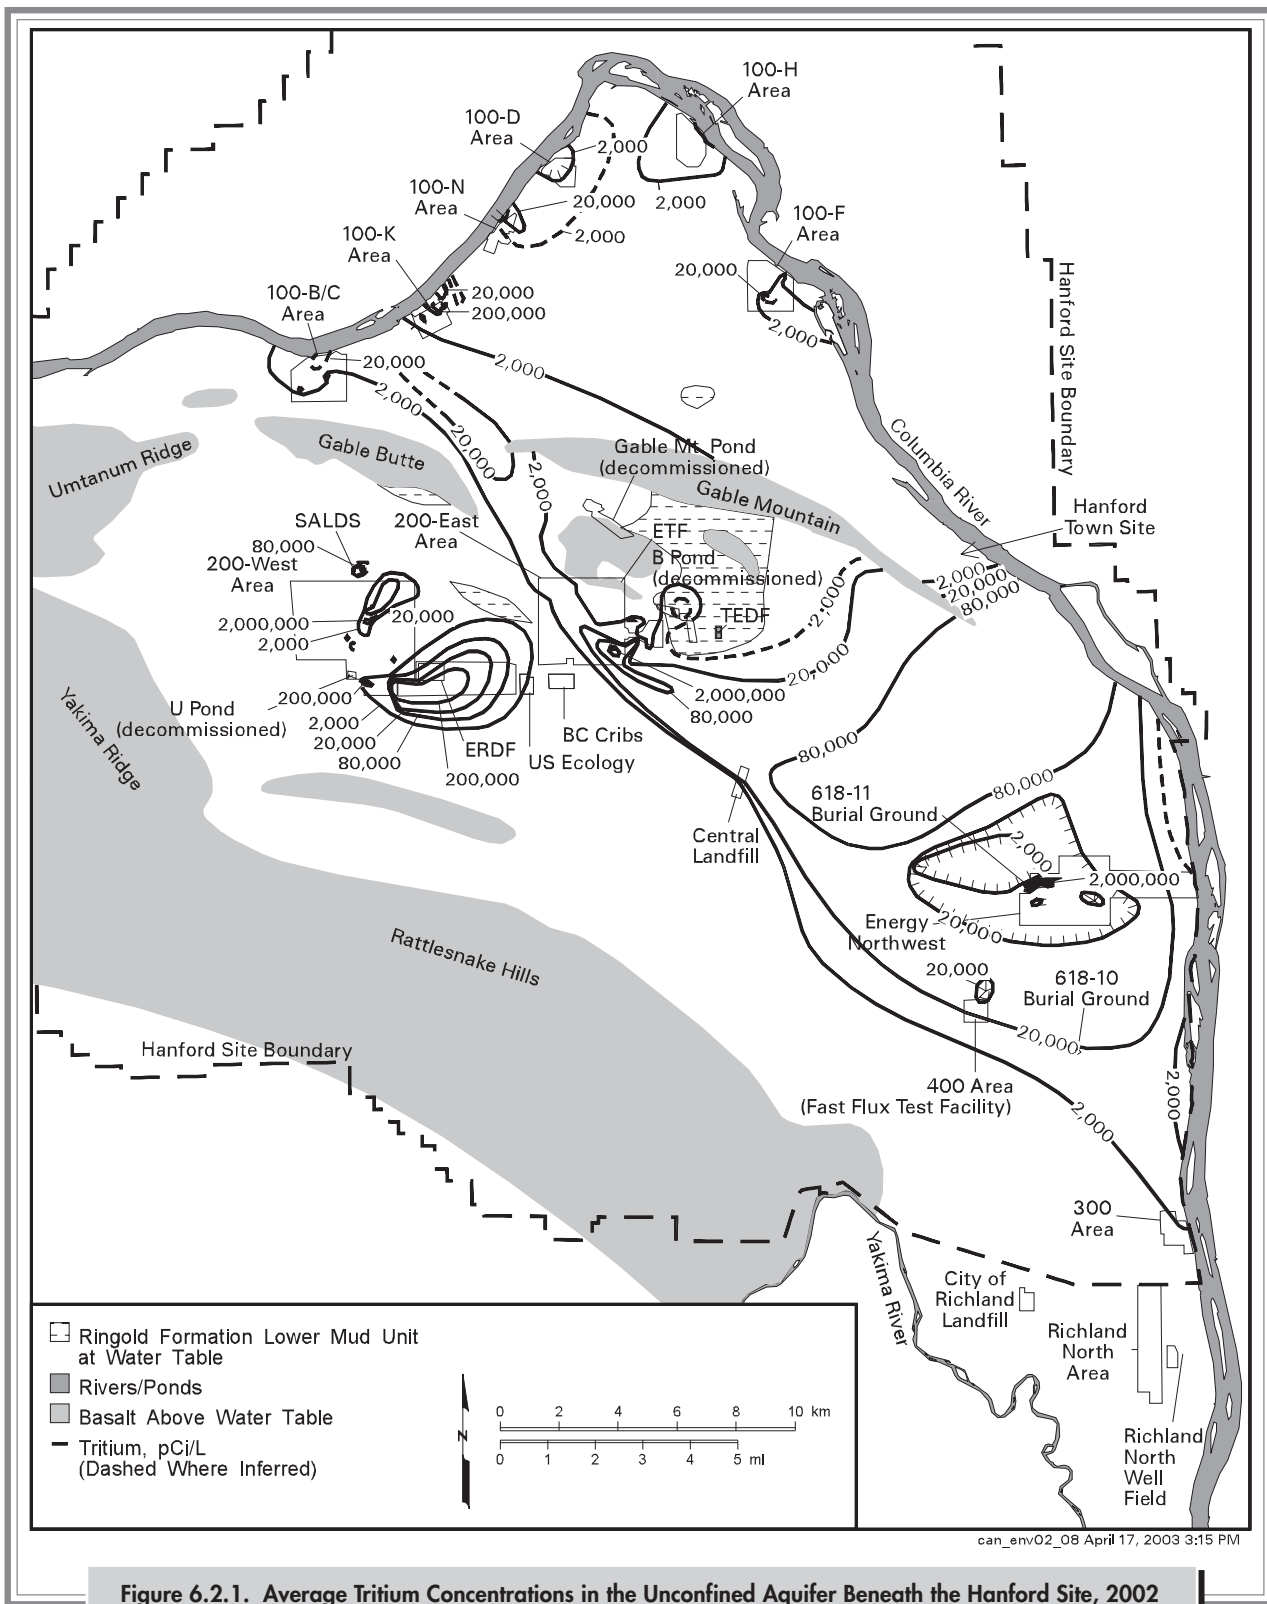 100-H
Area
100-D
Area
2,000
100-N
Area
20,000
2,000
100-F
Area
100-K
Area
2,000
20,000
20,000
200,000
100-B/C
Area
2,000
20,000
2,000
2,000
Hanford Site Boundary
20,000
Columbia River
Umtanum Ridge
Gable Butte
2,000
Gable Mt. Pond
(decommissioned)
Gable Mountain
Hanford
Town Site
SALDS
80,000
200-East
Area
ETF
B Pond
(decommissioned)
200-West
Area
2,000
20,000
80,000
2,000
2,000,000
2,000
20,000
TEDF
20,000
200,000
2,000,000
80,000
U Pond
(decommissioned)
2,000
20,000
80,000
ERDF
200,000
BC Cribs
US Ecology
Yakima Ridge
80,000
80,000
618-11
Burial Ground
Central
Landfill
2,000
2,000,000
Energy
Northwest
20,000
Rattlesnake Hills
20,000
618-10
Burial Ground
20,000
Hanford Site Boundary
400 Area
(Fast Flux Test Facility)
2,000
2,000
300
Area
Yakima River
City of
Richland
Landfill
Richland
North
Area
Richland
North
Well
Field
Ringold Formation Lower Mud Unit
at Water Table
Rivers/Ponds
Basalt Above Water Table
Tritium, pCi/L
(Dashed Where Inferred)
N
0 2 4 6 8 10 km
0 1 2 3 4 5 mi
can_env02_08 April 17, 2003 3:15 PM
Figure 6.2.1. Average Tritium Concentrations in the Unconfined Aquifer Beneath the Hanford Site, 2002